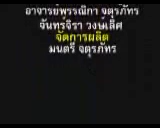 อาจารย์พรรณิภา จตุรภัทร
จันทร์จิรา วงษ์เลิศ
จัดการผลิต
มนตรี จตุรภัทร